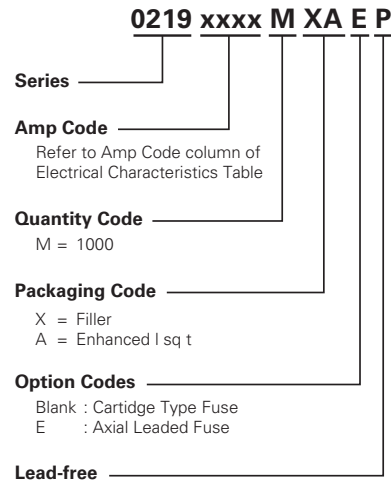 0219 xxxx M XA E P
Series
Amp Code
Refer to Amp Code column of
Electrical Characteristics Table
Quantity Code
M = 1000
Packaging Code
X = Filler
A = Enhanced I sq t
Option Codes
Blank : Cartidge Type Fuse
E : Axial Leaded Fuse
Lead-free